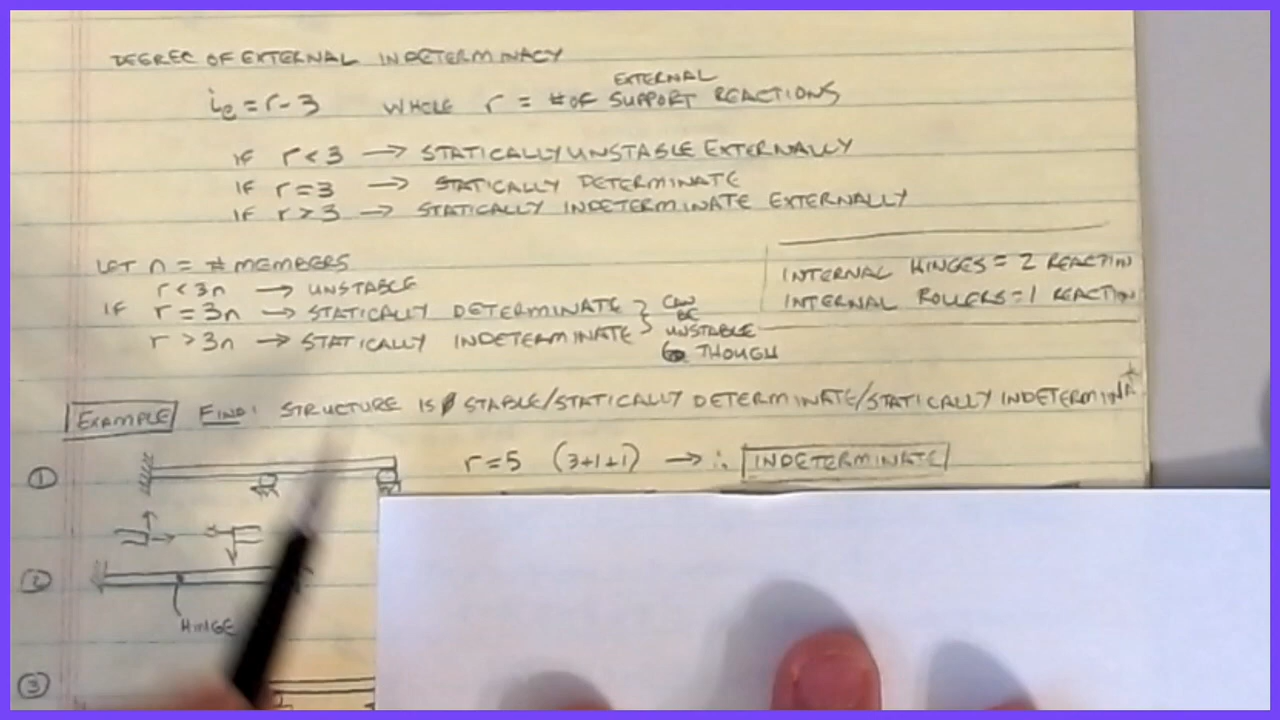 DEGREE OF EXTERNAL INDETERMINACY
ie = r - 3 WHERE r = # OF EXTERNAL SUPPORT REACTIONS
IF r < 3 → STATICALLY UNSTABLE EXTERNALLY
IF r = 3 → STATICALLY DETERMINATE
IF r > 3 → STATICALLY INDETERMINATE EXTERNALLY
LET n = # MEMBERS
r < 3n → UNSTABLE
IF r = 3n → STATICALLY DETERMINATE
r > 3n → STATICALLY INDETERMINATE
CAN
BE
UNSTABLE
THOUGH
INTERNAL HINGES = 2 REACTION
INTERNAL ROLLERS = 1 REACTION
EXAMPLE FIND: STRUCTURE IS STABLE/STATICALLY DETERMINATE/STATICALLY INDETERMINA
1 r = 5 (3+1+1) → ∴ INDETERMINATE
2
HINGE
3